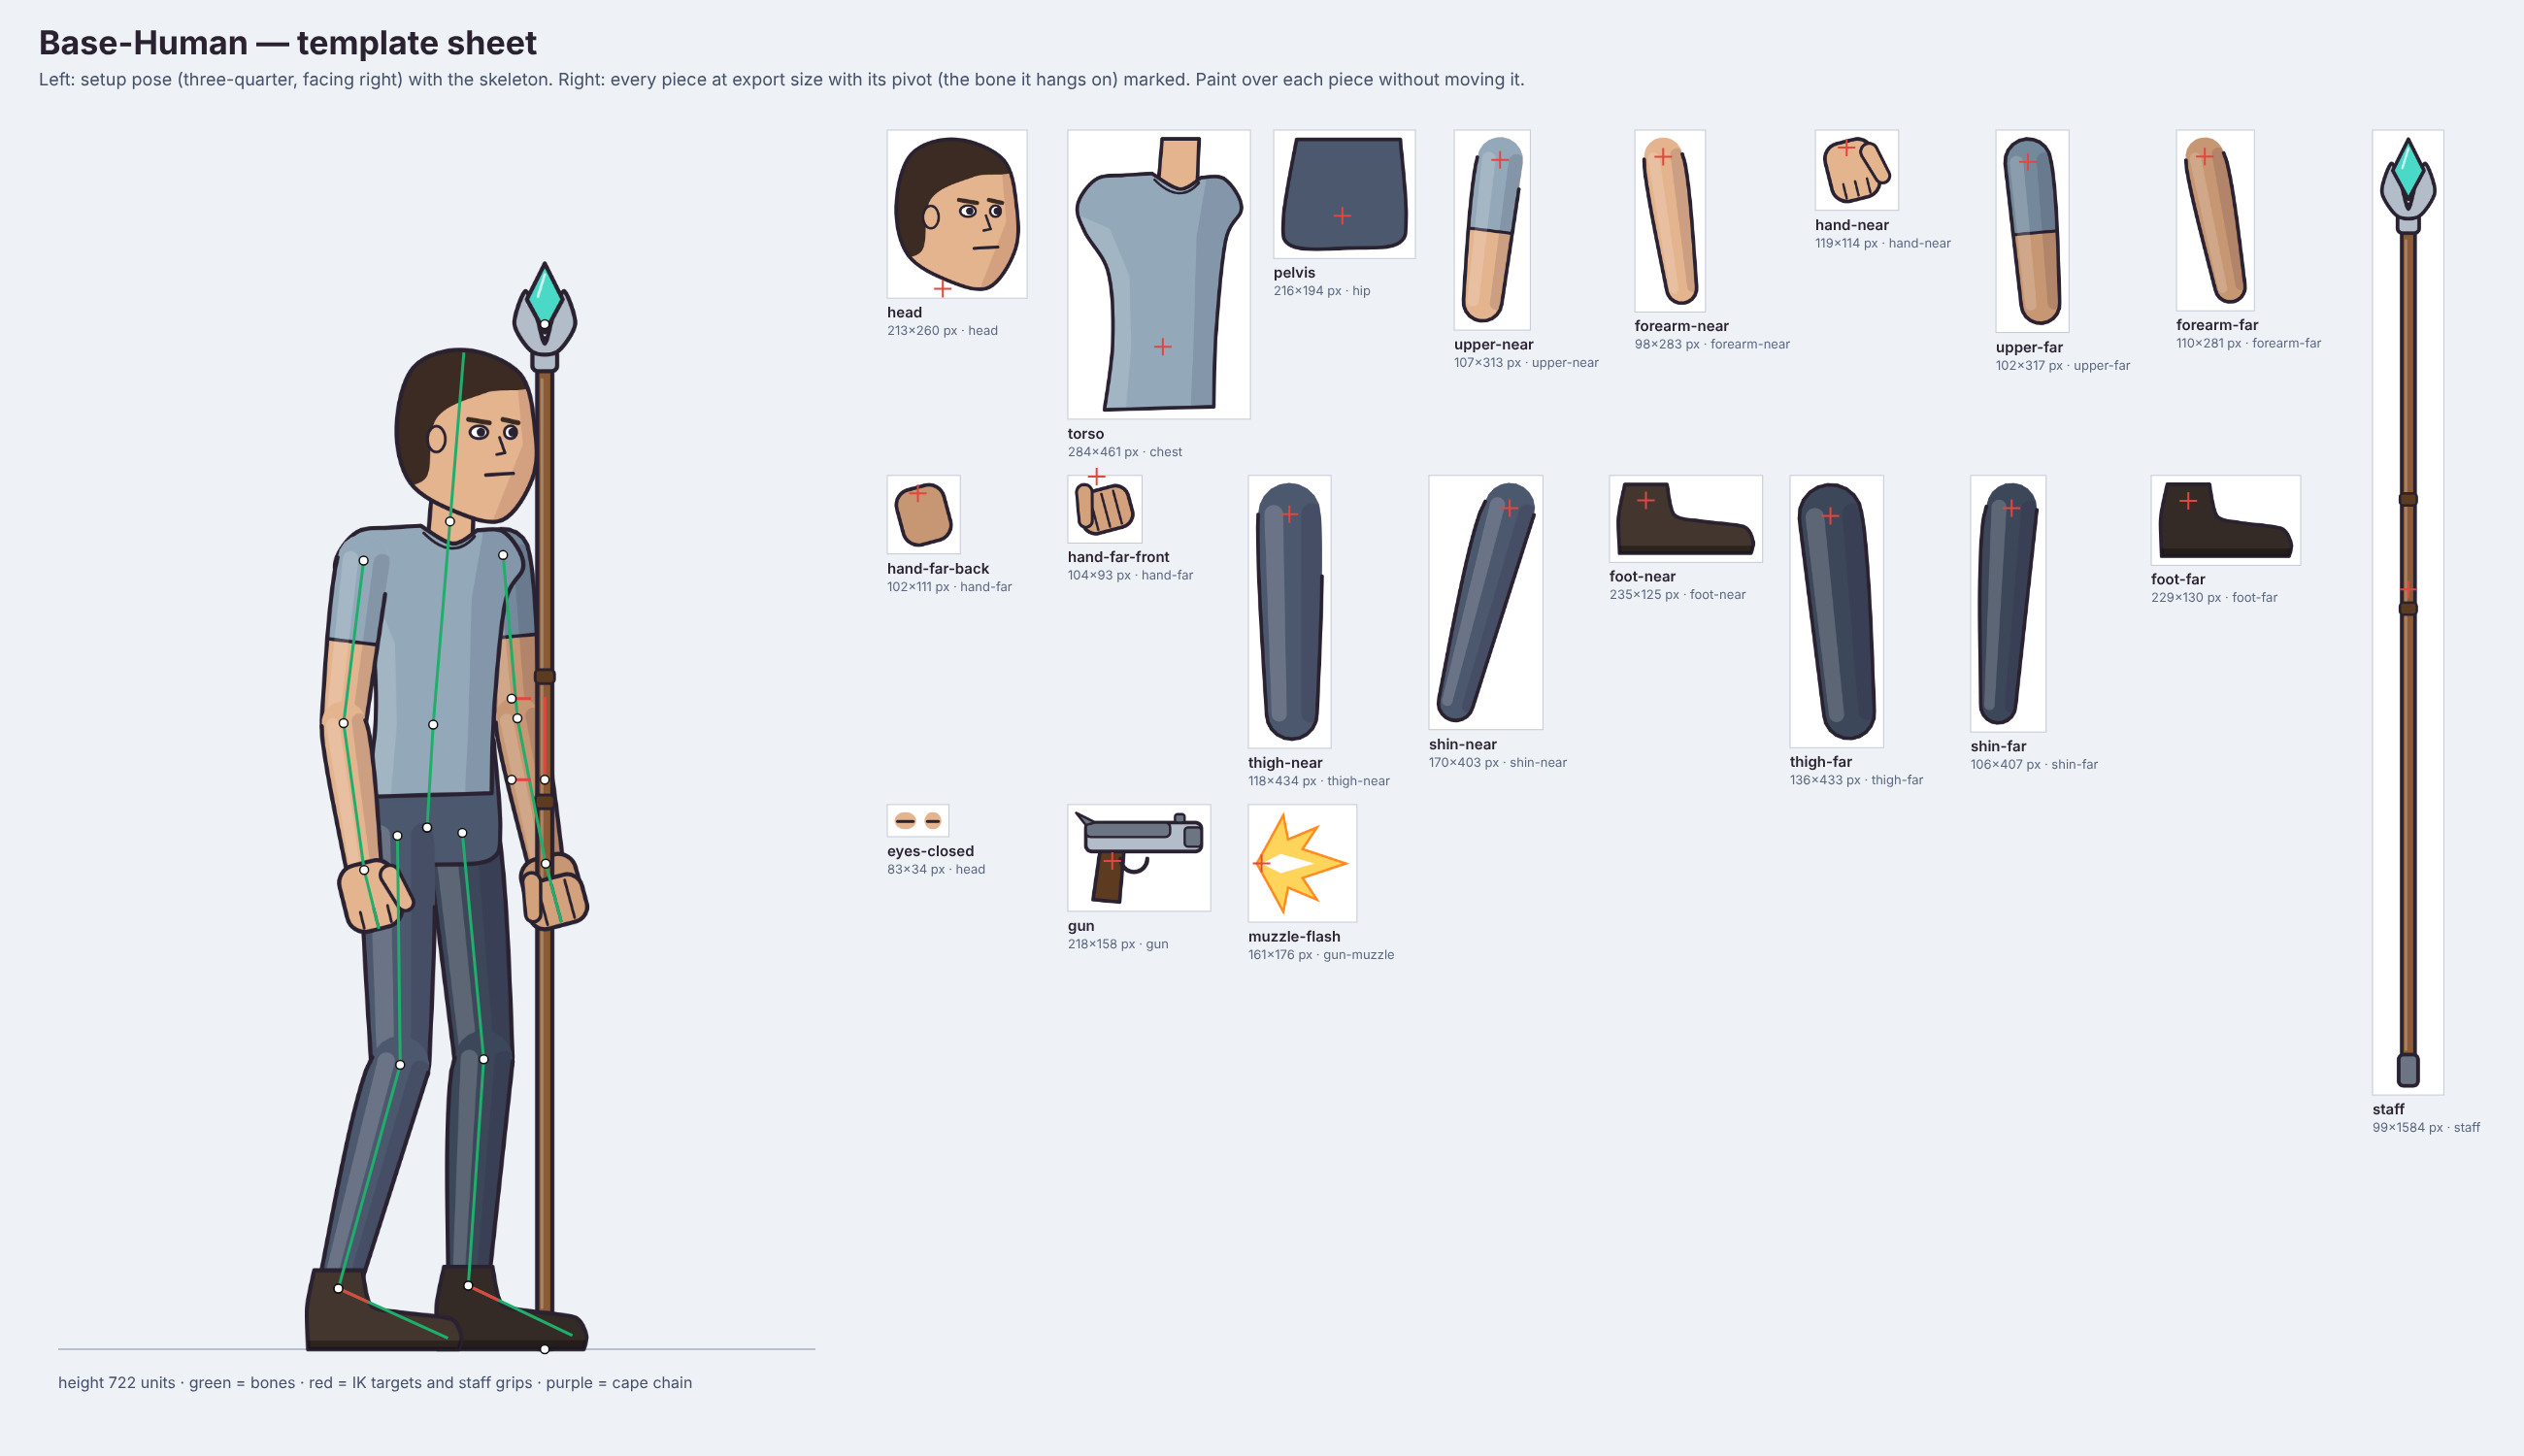 Base-Human — template sheet
Left: setup pose (three-quarter, facing right) with the skeleton. Right: every piece at export size with its pivot (the bone it hangs on) marked. Paint over each piece without moving it.
head
213×260 px · head
torso
284×461 px · chest
pelvis
216×194 px · hip
upper-near
107×313 px · upper-near
forearm-near
98×283 px · forearm-near
hand-near
119×114 px · hand-near
upper-far
102×317 px · upper-far
forearm-far
110×281 px · forearm-far
staff
99×1584 px · staff
hand-far-back
102×111 px · hand-far
hand-far-front
104×93 px · hand-far
thigh-near
118×434 px · thigh-near
shin-near
170×403 px · shin-near
foot-near
235×125 px · foot-near
thigh-far
136×433 px · thigh-far
shin-far
106×407 px · shin-far
foot-far
229×130 px · foot-far
eyes-closed
83×34 px · head
gun
218×158 px · gun
muzzle-flash
161×176 px · gun-muzzle
height 722 units · green = bones · red = IK targets and staff grips · purple = cape chain